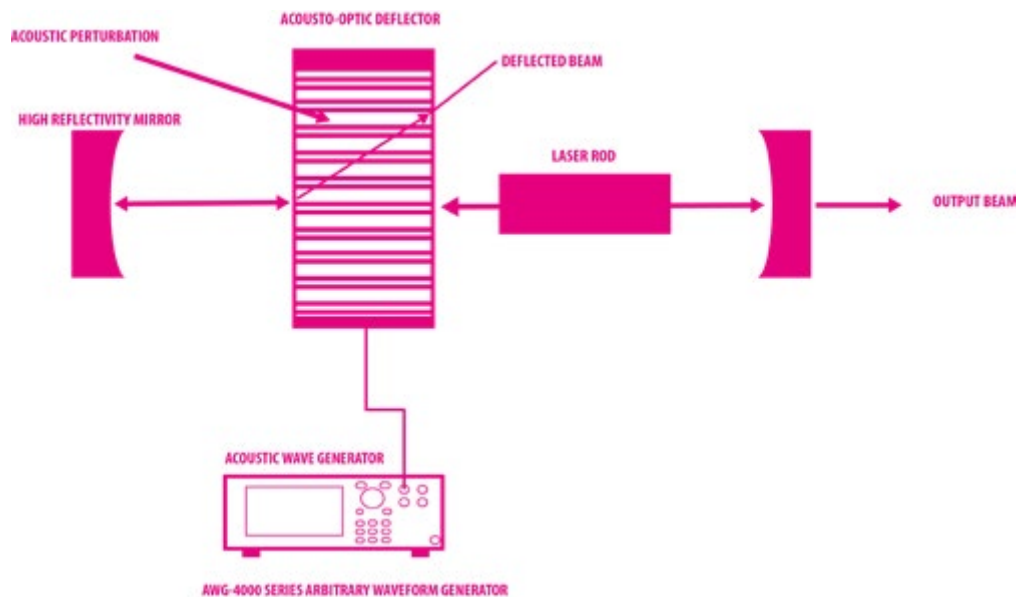 ACOUSTO-OPTIC DEFLECTOR
ACOUSTIC PERTURBATION
DEFLECTED BEAM
HIGH REFLECTIVITY MIRROR
LASER ROD
OUTPUT BEAM
ACOUSTIC WAVE GENERATOR
AWG-4000 SERIES ARBITRARY WAVEFORM GENERATOR